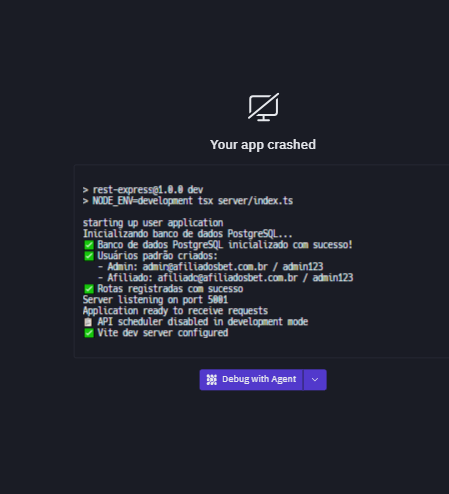 Your app crashed
> rest-express@1.0.0 dev
> NODE_ENV=development tsx server/index.ts
starting up user application
Inicializando banco de dados PostgreSQL...
✅ Banco de dados PostgreSQL inicializado com sucesso!
✅ Usuários padrão criados:
- Admin: admin@afiliadosbet.com.br / admin123
- Afiliado: afiliado@afiliadosbet.com.br / admin123
✅ Rotas registradas com sucesso
Server listening on port 5001
Application ready to receive requests
📋 API scheduler disabled in development mode
✅ Vite dev server configured
Debug with Agent